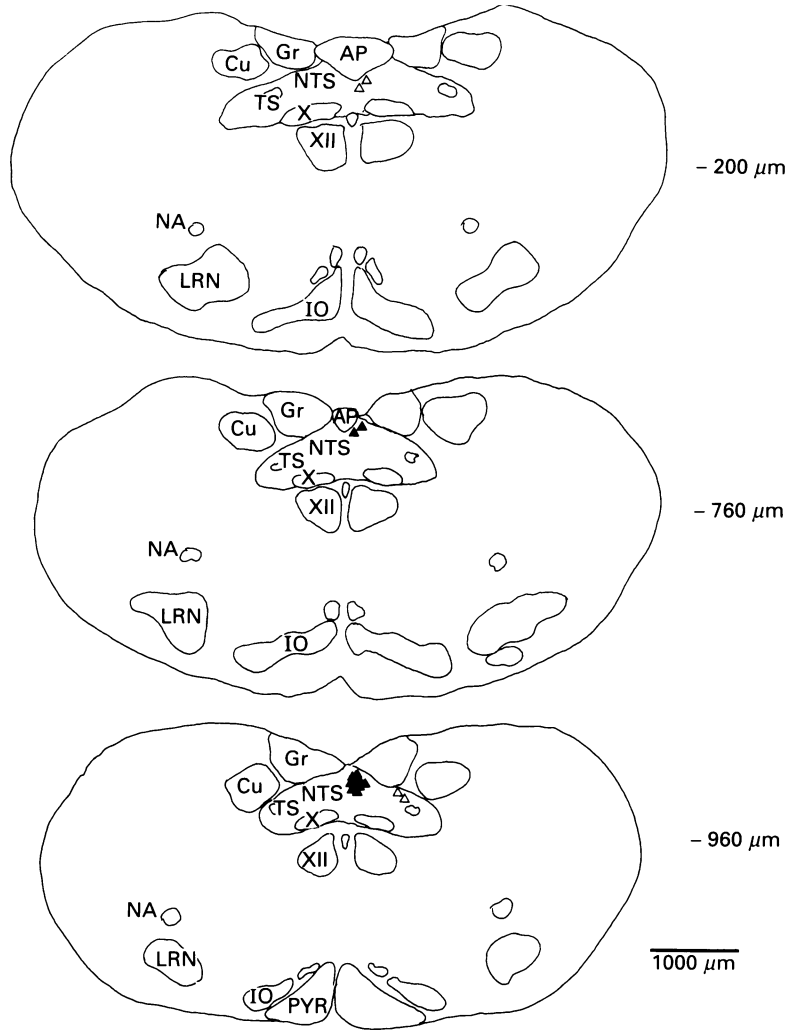 Cu Gr AP
NTS
TS
X
XII
– 200 μm
NA
LRN
IO
Gr AP
Cu
NTS
TS
X
XII
– 760 μm
NA
LRN
IO
Gr
Cu
NTS
TS
X
XII
– 960 μm
NA
LRN
1000 μm
IO
PYR